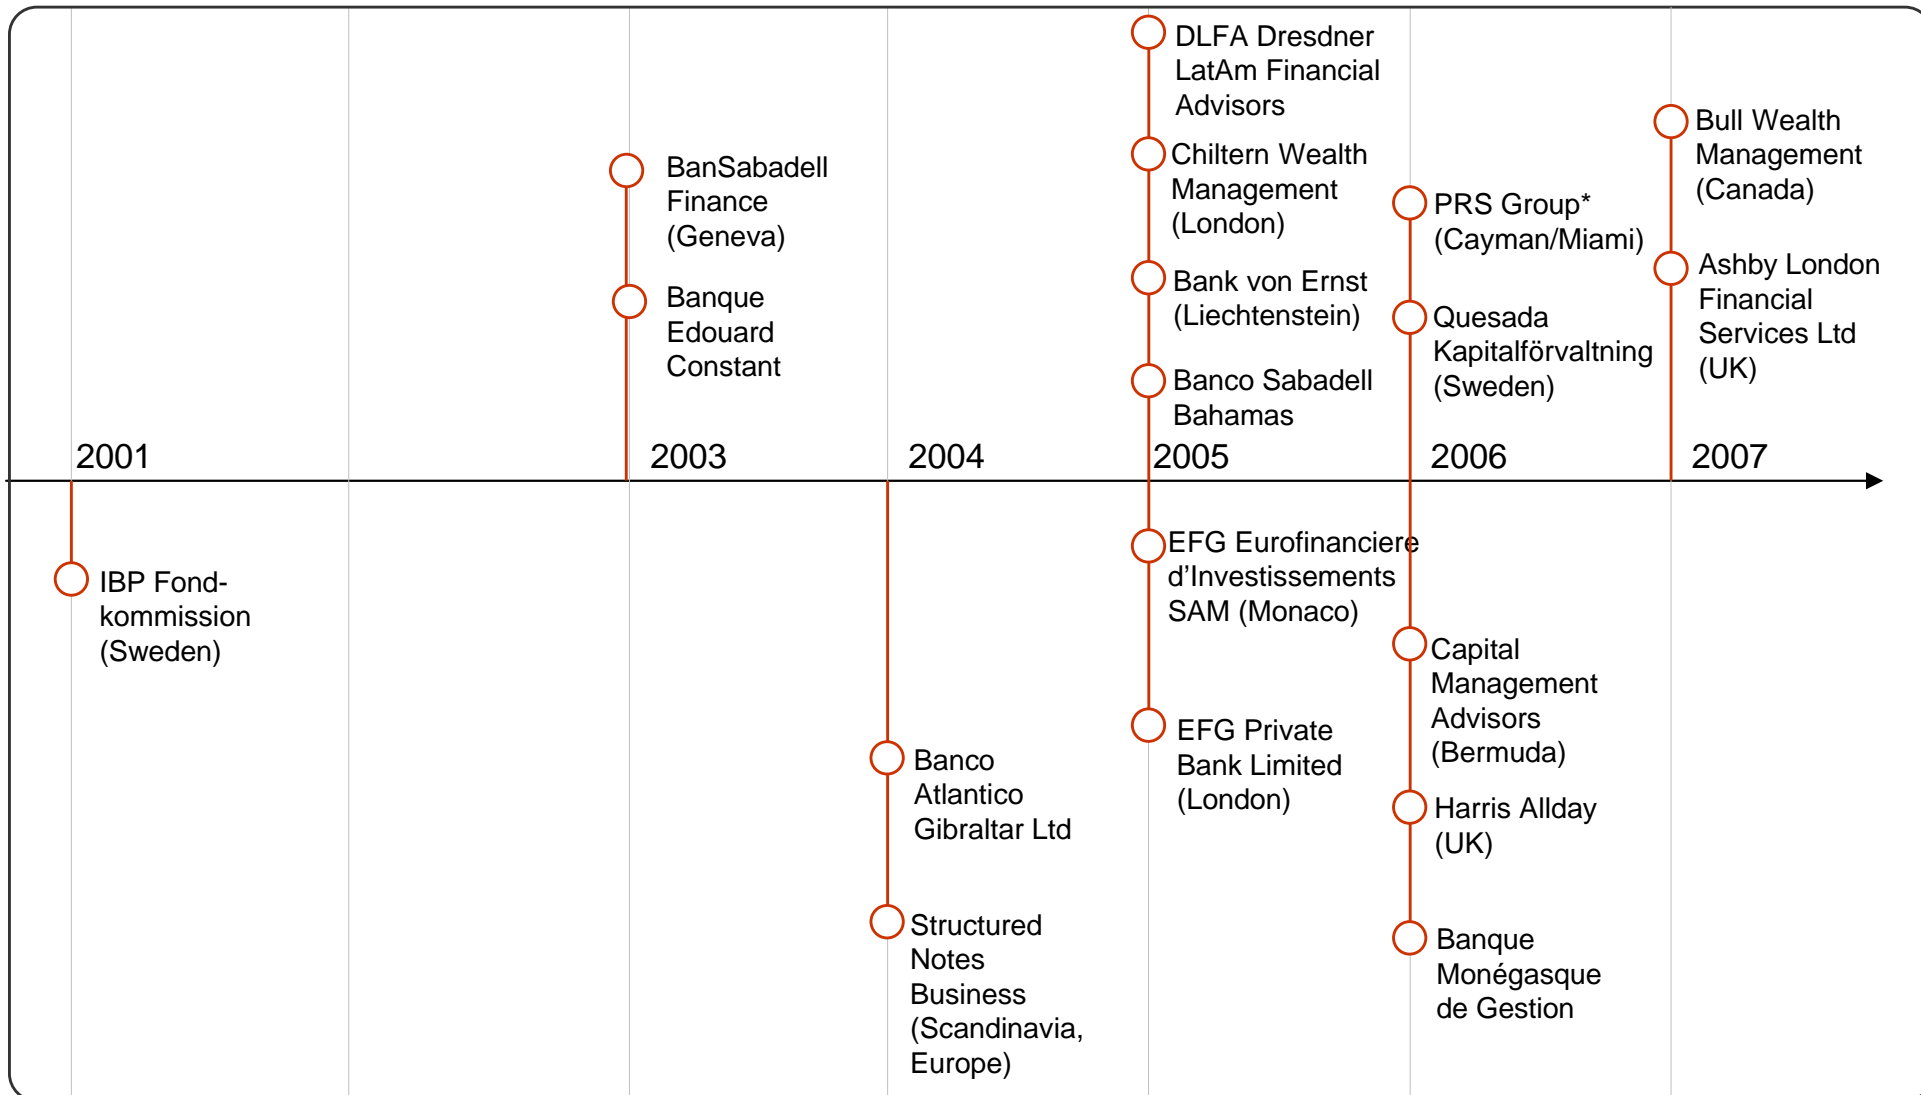 DLFA Dresdner
LatAm Financial
Advisors
Chiltern Wealth
Management
(London)
Bank von Ernst
(Liechtenstein)
Banco Sabadell
Bahamas
BanSabadell
Finance
(Geneva)
Banque
Edouard
Constant
PRS Group*
(Cayman/Miami)
Quesada
Kapitalförvaltning
(Sweden)
Bull Wealth
Management
(Canada)
Ashby London
Financial
Services Ltd
(UK)
2001
2003
2004
2005
2006
2007
IBP Fond-
kommission
(Sweden)
Banco
Atlantico
Gibraltar Ltd
Structured
Notes
Business
(Scandinavia,
Europe)
EFG Eurofinanciere
d’Investissements
SAM (Monaco)
EFG Private
Bank Limited
(London)
Capital
Management
Advisors
(Bermuda)
Harris Allday
(UK)
Banque
Monégasque
de Gestion